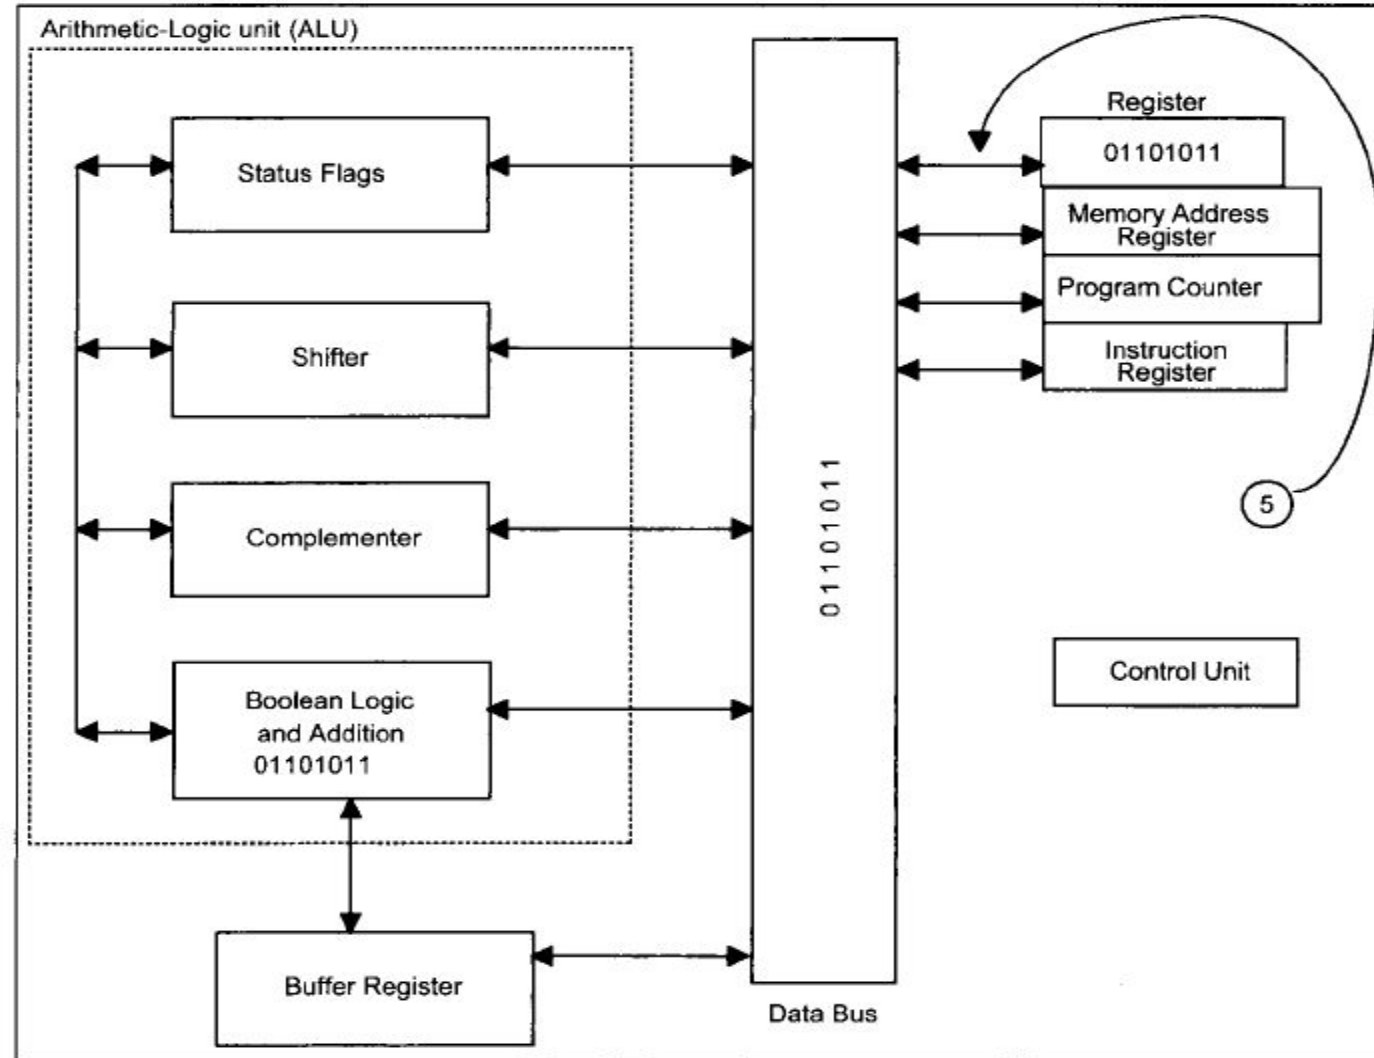 Arithmetic-Logic unit (ALU)
Status Flags
Shifter
Complementer
Boolean Logic
and Addition
01101011
Buffer Register
01101011
Data Bus
Register
01101011
Memory Address
Register
Program Counter
Instruction
Register
5
Control Unit